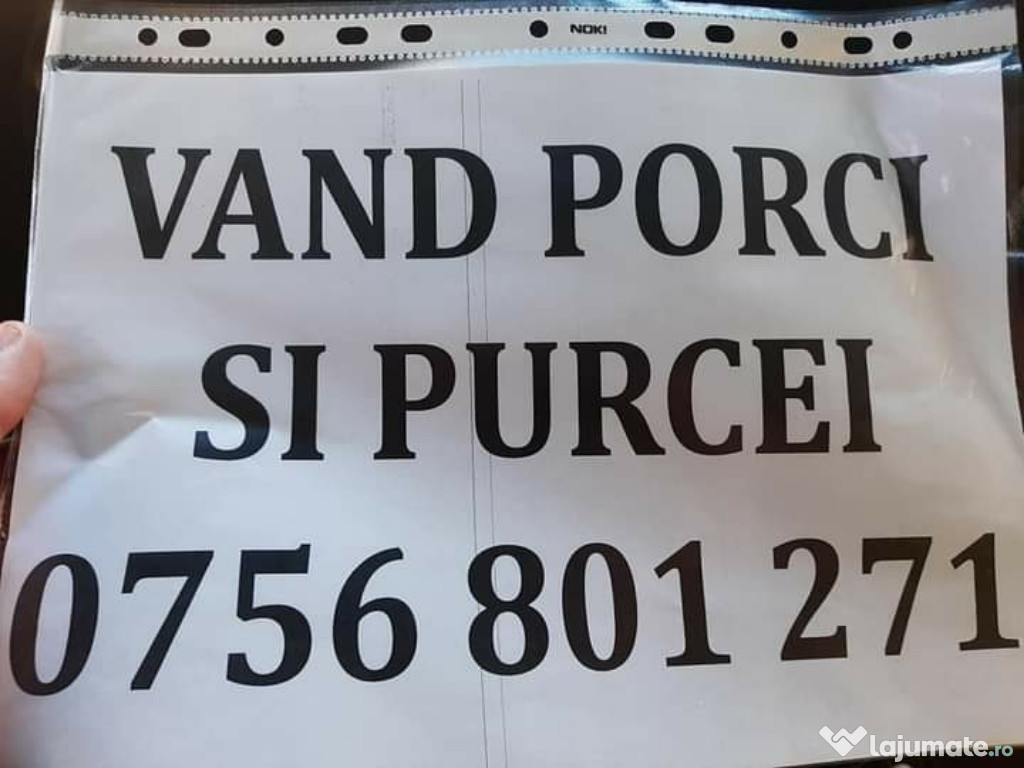 NOKI
VAND PORCI
SI PURCEI
0756 801 271
lajumate.ro